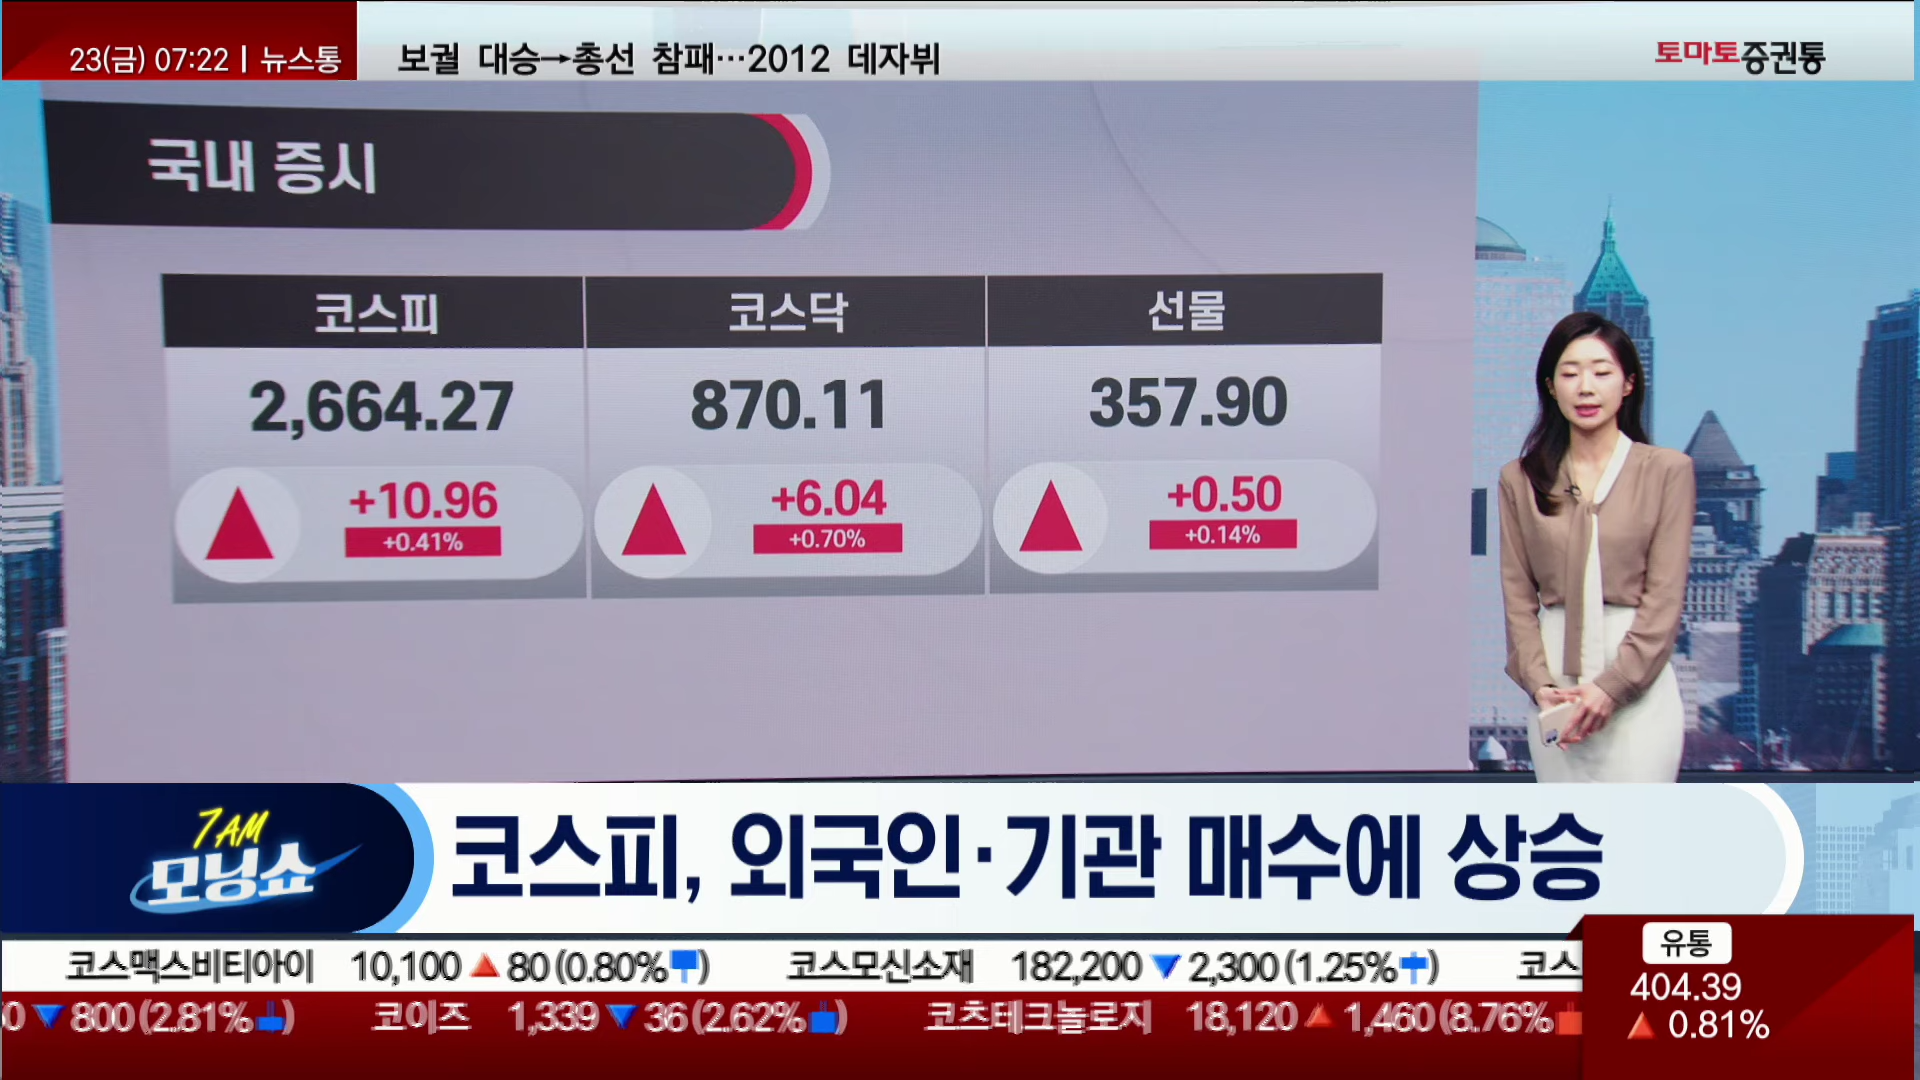 23(금) 07:22 | 뉴스통
보궐 대승→총선 참패…2012 데자뷔
토마토증권통
국내 증시
코스피 코스닥 선물
2,664.27 870.11 357.90
▲ +10.96 ▲ +6.04 ▲ +0.50
+0.41% +0.70% +0.14%
7AM
모닝쇼
코스피, 외국인·기관 매수에 상승
코스맥스비티아이 10,100 ▲ 80 (0.80%) 코스모신소재 182,200 ▼ 2,300 (1.25%) 코스
0 ▼ 800 (2.81%) 코이즈 1,339 ▼ 36 (2.62%) 코츠테크놀로지 18,120 ▲ 1,460 (8.76%
유통
404.39
▲ 0.81%